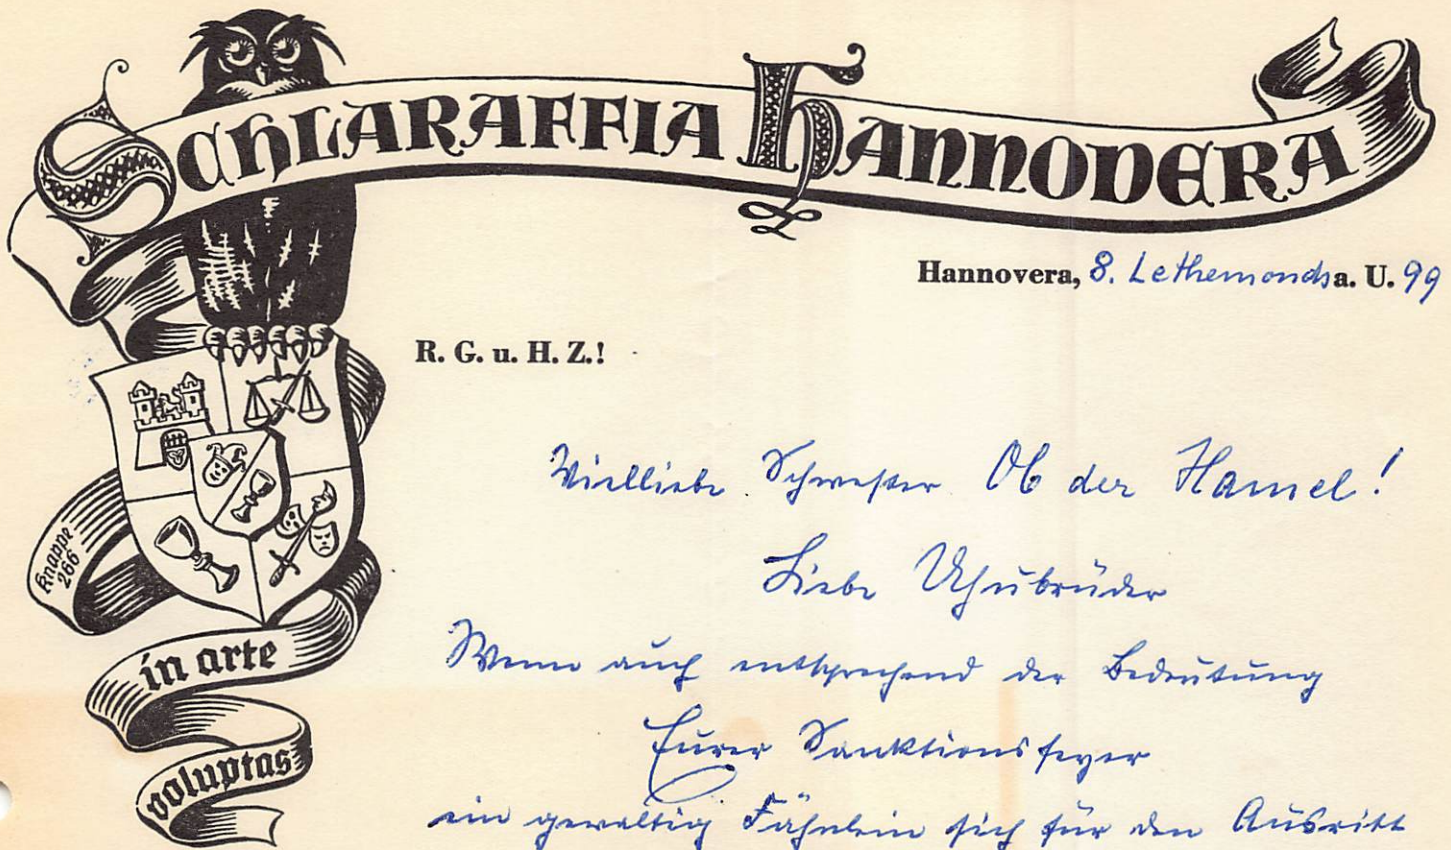 SCHLARAFFIA HANNOVERA
Hannovera, 8. Lethemonds a. U. 99
R. G. u. H. Z.!
Vielliebe Schwester Ob der Hamel!
Liebe Uhubrüder
Wenn auch entsprechend der Bedeutung
Eurer Sanktionsfeyer
ein gewaltig Fähnlein sich für den Ausritt
Knappe
266
in arte
voluptas